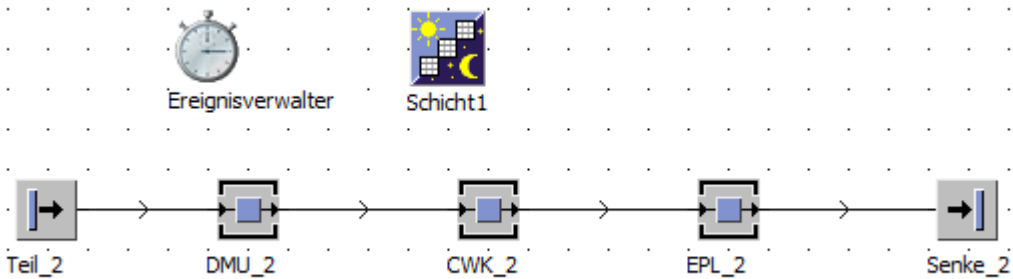 Ereignisverwalter
Schicht1
Teil_2
DMU_2
CWK_2
EPL_2
Senke_2